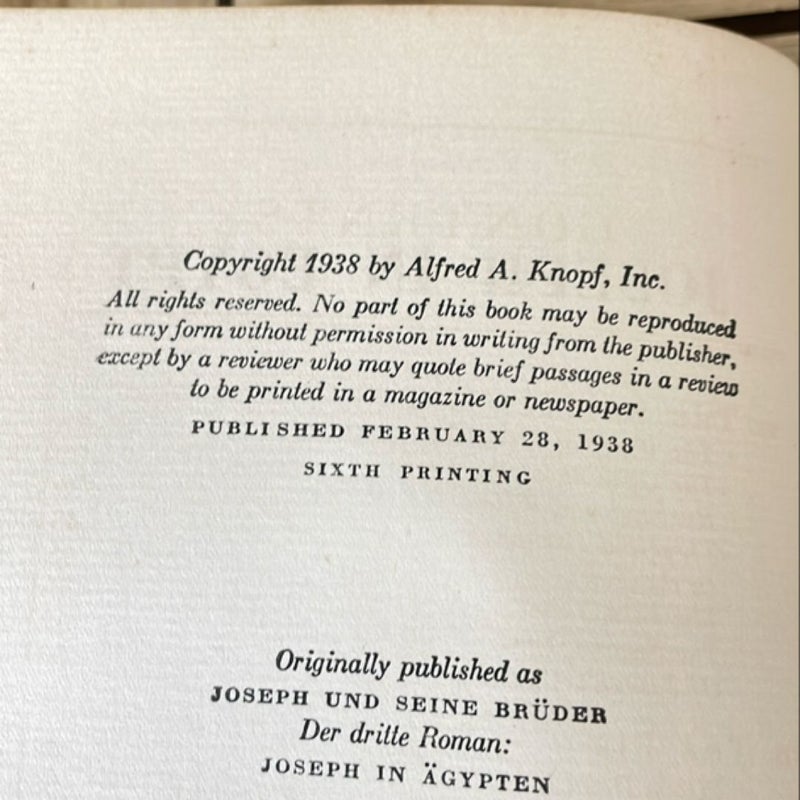 Copyright 1938 by Alfred A. Knopf, Inc.
All rights reserved. No part of this book may be reproduced
in any form without permission in writing from the publisher,
except by a reviewer who may quote brief passages in a review
to be printed in a magazine or newspaper.
PUBLISHED FEBRUARY 28, 1938
SIXTH PRINTING
Originally published as
JOSEPH UND SEINE BRÜDER
Der dritte Roman:
JOSEPH IN ÄGYPTEN